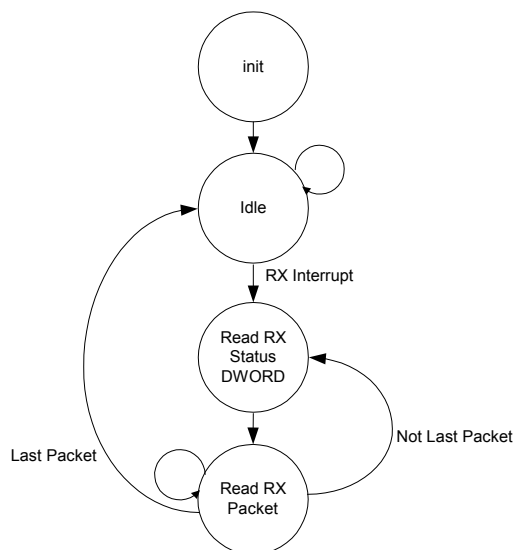 init
Idle
RX Interrupt
Read RX
Status
DWORD
Not Last Packet
Last Packet
Read RX
Packet